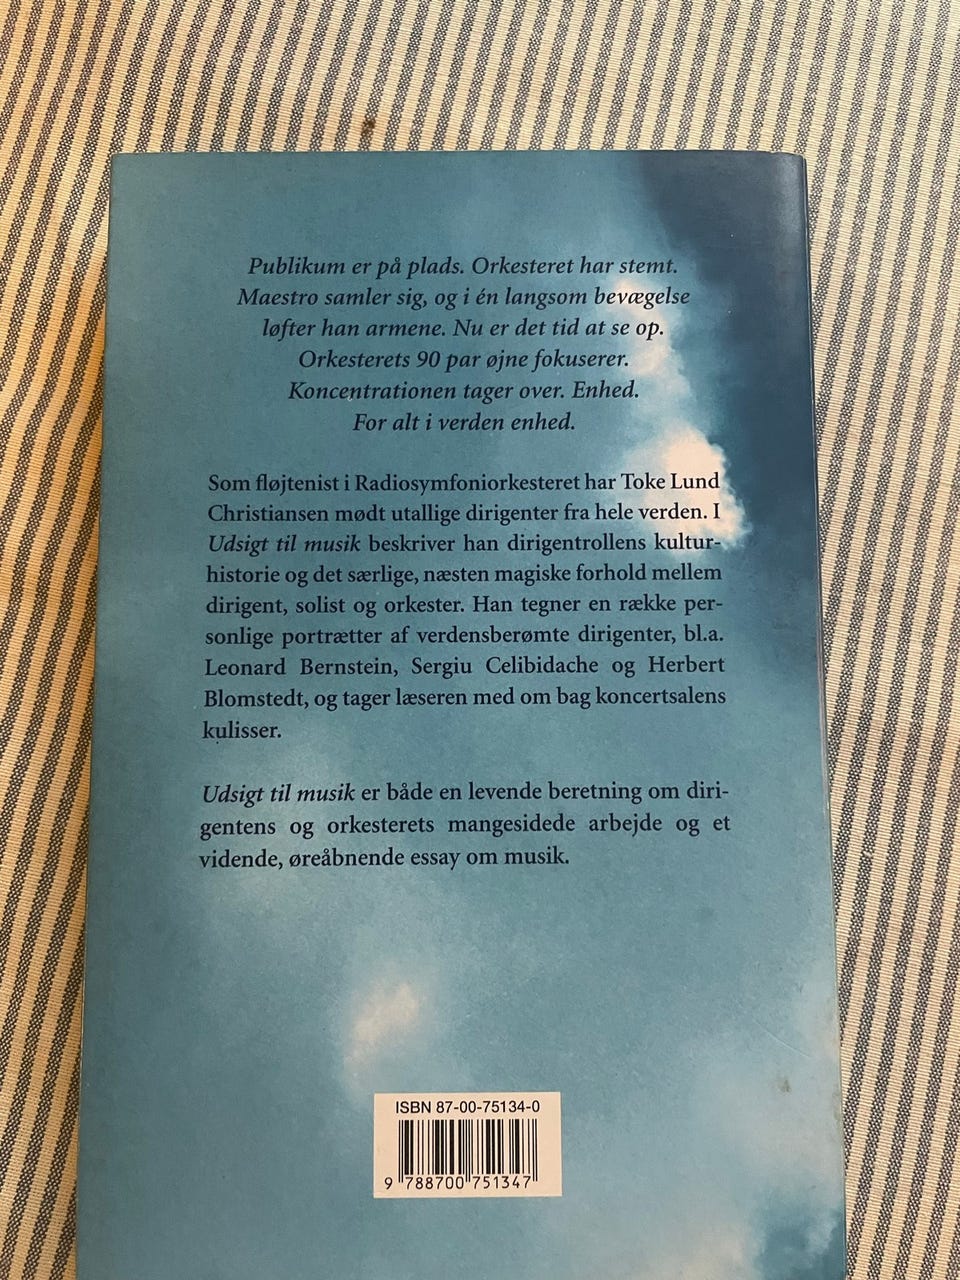 Publikum er på plads. Orkesteret har stemt.
Maestro samler sig, og i én langsom bevægelse
løfter han armene. Nu er det tid at se op.
Orkesterets 90 par øjne fokuserer.
Koncentrationen tager over. Enhed.
For alt i verden enhed.
Som fløjtenist i Radiosymfoniorkesteret har Toke Lund
Christiansen mødt utallige dirigenter fra hele verden. I
Udsigt til musik beskriver han dirigentrollens kultur-
historie og det særlige, næsten magiske forhold mellem
dirigent, solist og orkester. Han tegner en række per-
sonlige portrætter af verdensberømte dirigenter, bl.a.
Leonard Bernstein, Sergiu Celibidache og Herbert
Blomstedt, og tager læseren med om bag koncertsalens
kulisser.
Udsigt til musik er både en levende beretning om diri-
gentens og orkesterets mangesidede arbejde og et
vidende, øreåbnende essay om musik.
ISBN 87-00-75134-0
9 788700 751347